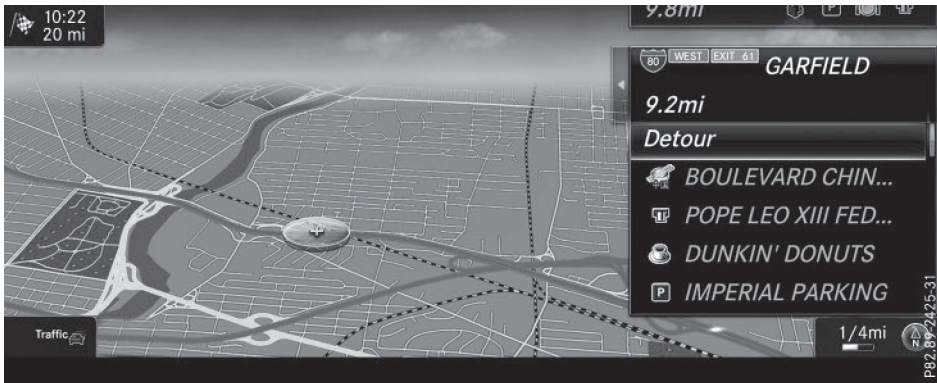 10:22
20 mi
9.8mi
P
80 WEST EXIT 61 GARFIELD
9.2mi
Detour
BOULEVARD CHIN...
POPE LEO XIII FED...
DUNKIN' DONUTS
P IMPERIAL PARKING
Traffic
1/4mi
N
P82.89-2425-31